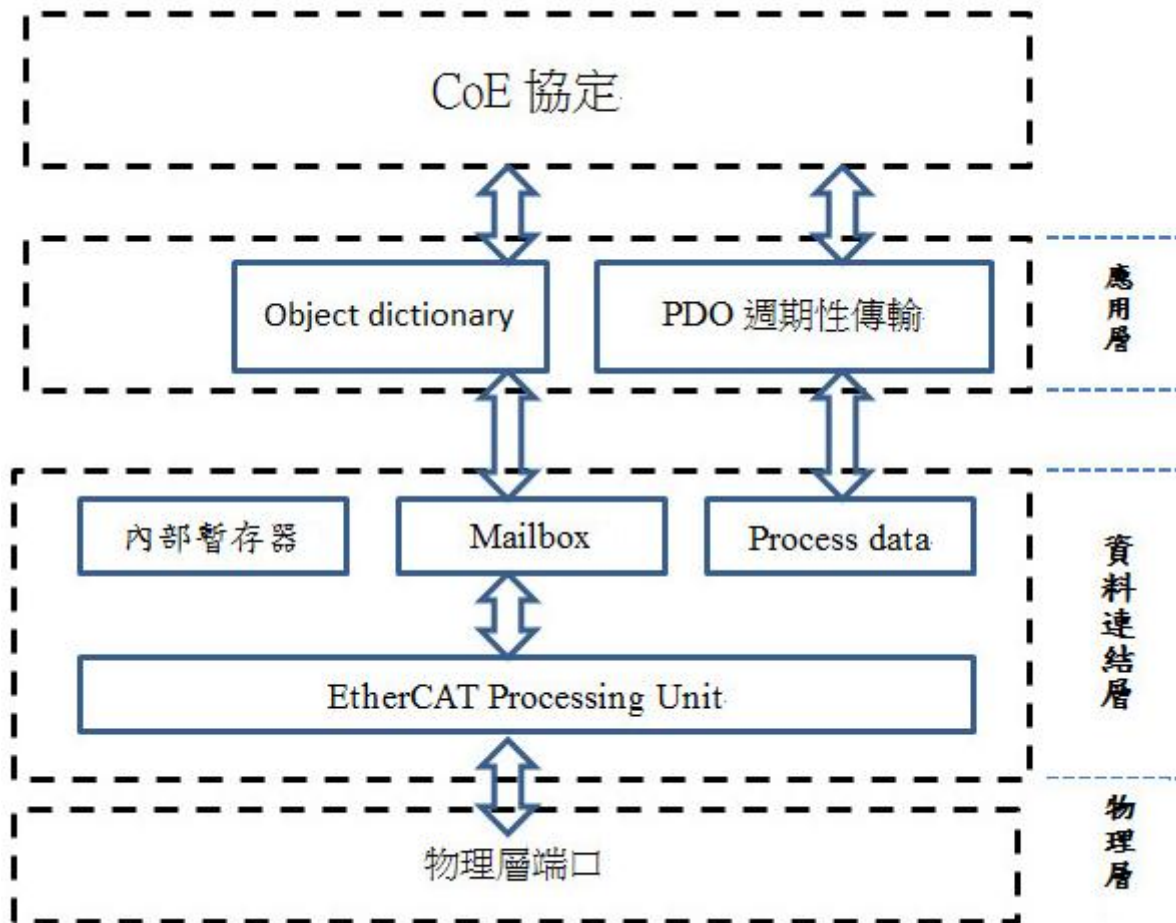 CoE 協定
Object dictionary
PDO 週期性傳輸
應用層
內部暫存器
Mailbox
Process data
資料連結層
EtherCAT Processing Unit
物理層端口
物理層